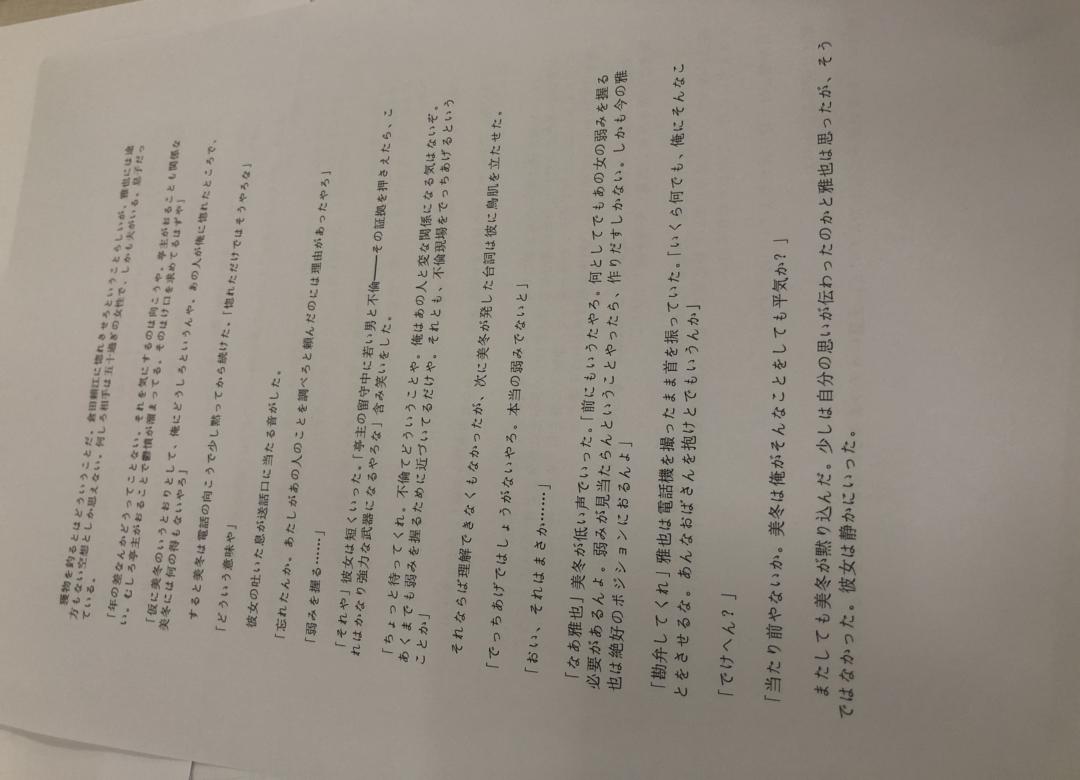 獲物を釣るとはどういうことだ。倉田頼江に惚れさせろということらしいが、雅也には途
方もない空想としか思えない。何しろ相手は五十過ぎの女性で、しかも夫がいる。息子だっ
ている。
「年の差なんかどうってことない。それを気にするのは向こうや。亭主がおることも関係な
い。むしろ亭主がおることで鬱憤が溜まってる。そのはけ口を求めてるはずや」
「仮に美冬のいうとおりとして、俺にどうしろというんや。あの人が俺に惚れたところで、
美冬には何の得もないやろ」
すると美冬は電話の向こうで少し黙ってから続けた。「惚れただけではそうやろな」
「どういう意味や」
彼女の吐いた息が送話口に当たる音がした。
「忘れたんか。あたしがあの人のことを調べろと頼んだのには理由があったやろ」
「弱みを握る……」
「それや」彼女は短くいった。「亭主の留守中に若い男と不倫――その証拠を押さえたら、こ
れはかなり強力な武器になるやろな」含み笑いをした。
「ちょっと待ってくれ。不倫てどういうことや。俺はあの人と変な関係になる気はないぞ。
あくまでも弱みを握るために近づいてるだけや。それとも、不倫現場をでっちあげるという
ことか」
それならば理解できなくもなかったが、次に美冬が発した台詞は彼に鳥肌を立たせた。
「でっちあげではしょうがないやろ。本当の弱みでないと」
「おい、それはまさか……」
「なあ雅也」美冬が低い声でいった。「前にもいうたやろ。何としてでもあの女の弱みを握る
必要があるんよ。弱みが見当たらんということやったら、作りだすしかない。しかも今の雅
也は絶好のポジションにおるんよ」
「勘弁してくれ」雅也は電話機を撮ったまま首を振っていた。「いくら何でも、俺にそんなこ
とをさせるな。あんなおばさんを抱けとでもいうんか」
「でけへん？」
「当たり前やないか。美冬は俺がそんなことをしても平気か？」
またしても美冬が黙り込んだ。少しは自分の思いが伝わったのかと雅也は思ったが、そう
ではなかった。彼女は静かにいった。